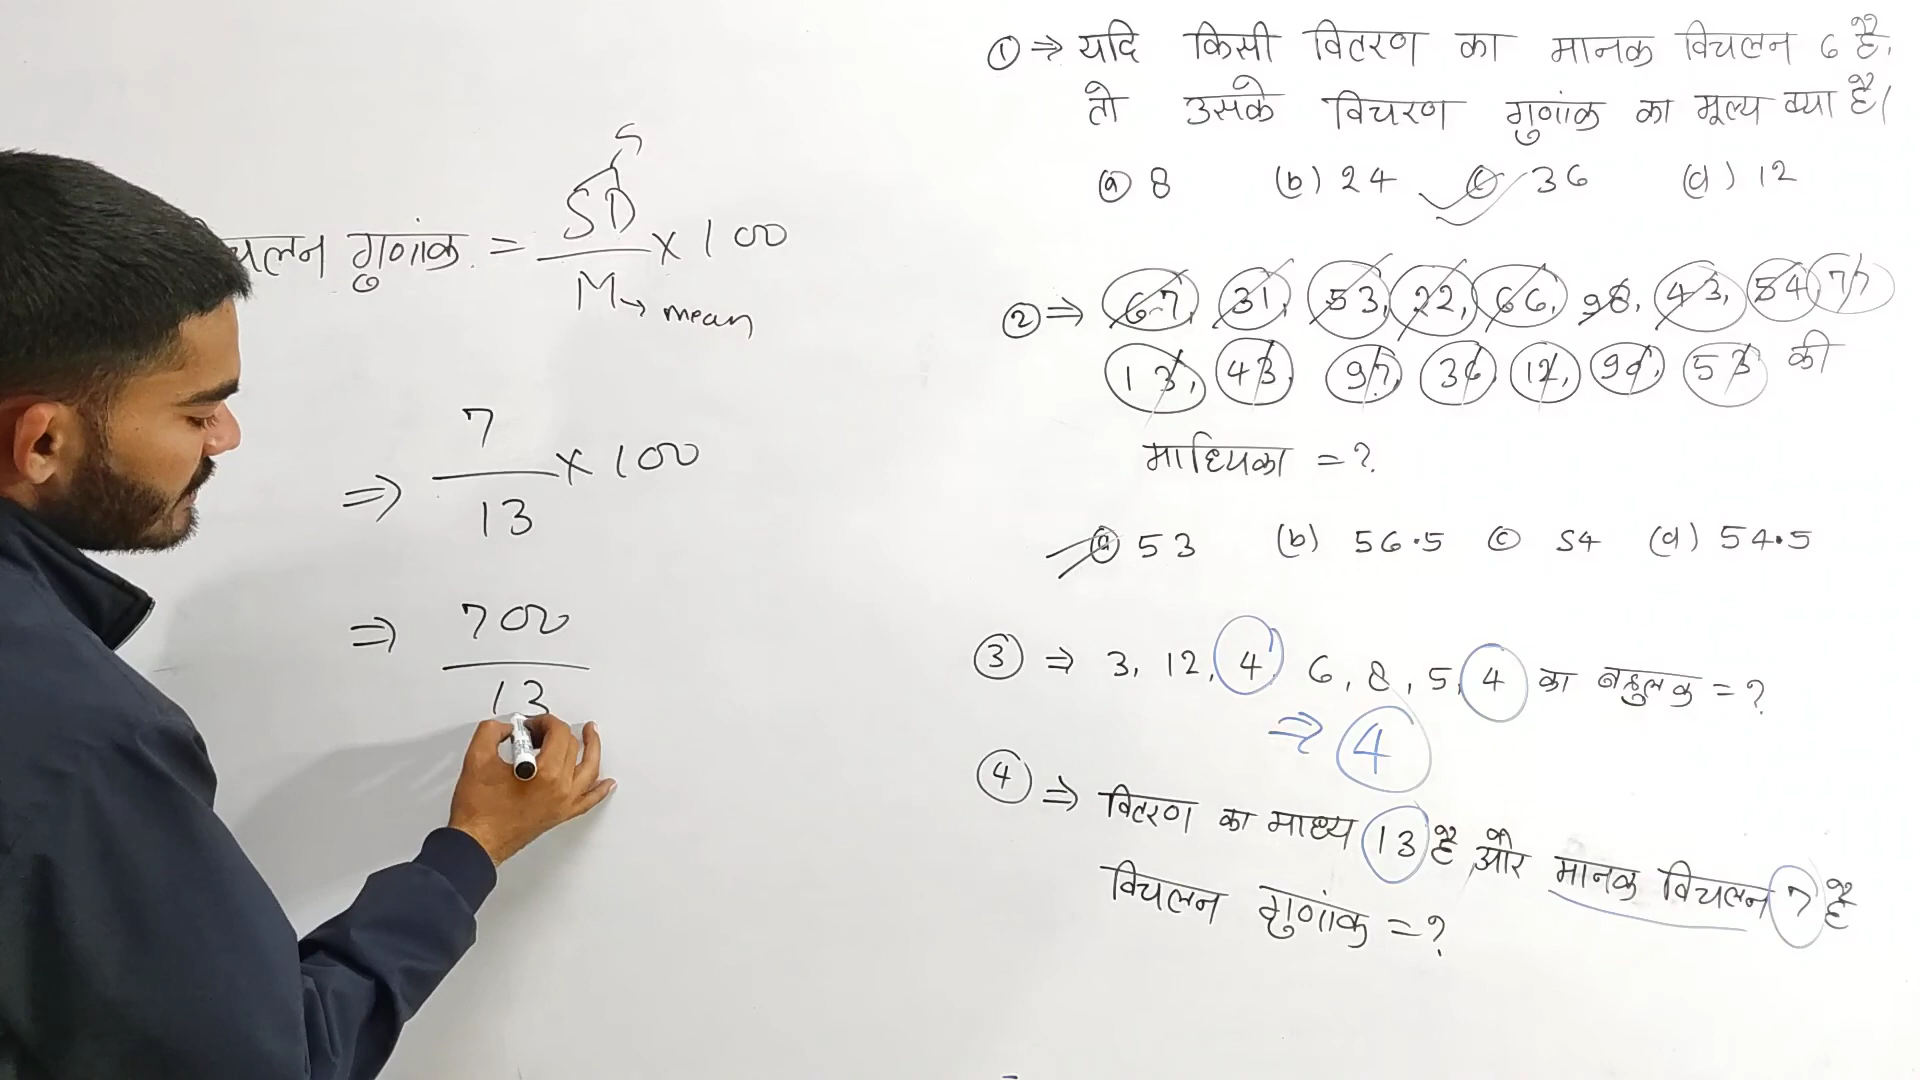 चलन गुणांक = SD/M × 100
S
M → mean
⇒ 7/13 × 100
⇒ 700/13
① ⇒ यदि किसी वितरण का मानक विचलन 6 है,
तो उसके विचरण गुणांक का मूल्य क्या है।
(a) 8 (b) 24 (c) 36 (d) 12
② ⇒ 67, 31, 53, 22, 66, 98, 43, 54, 77
13, 43, 97, 36, 12, 94, 53 की
माध्यिका = ?
(a) 53 (b) 56.5 (c) 54 (d) 54.5
③ ⇒ 3, 12, 4, 6, 8, 5, 4 का बहुलक = ?
⇒ 4
④ ⇒ वितरण का माध्य 13 है और मानक विचलन 7 है
विचलन गुणांक = ?